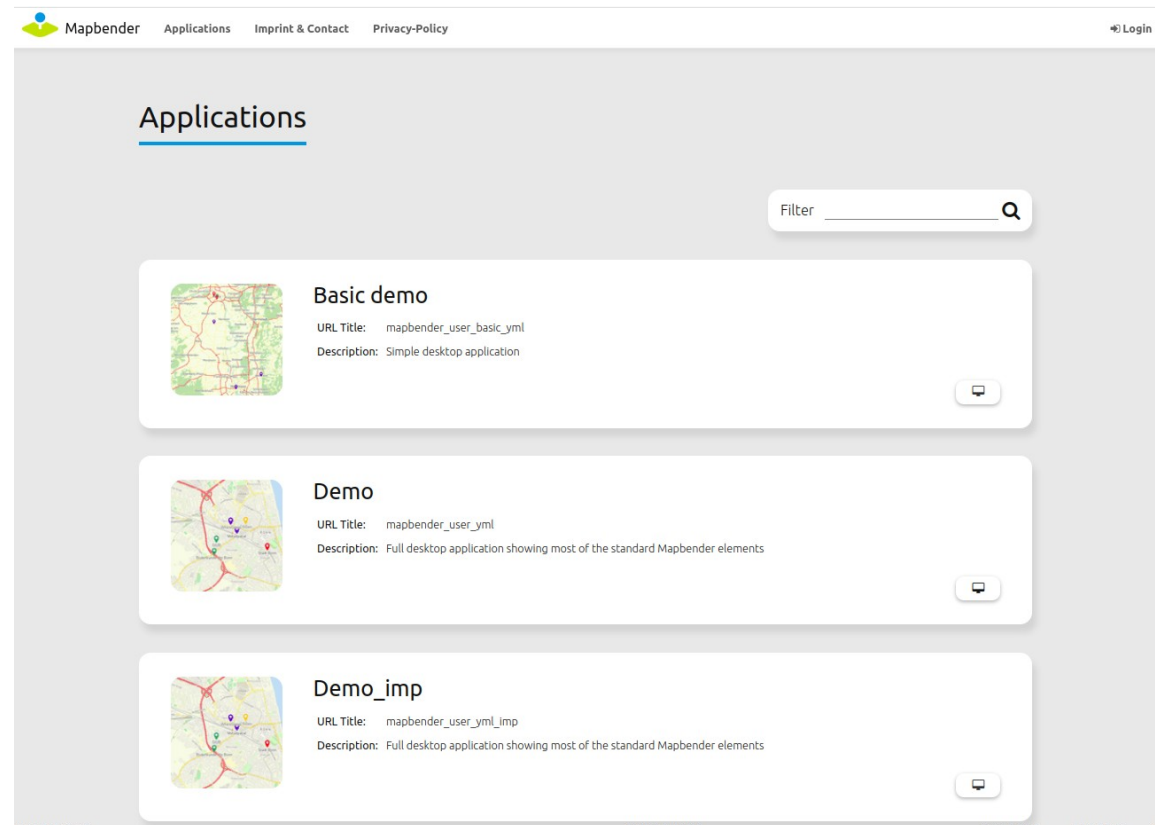 Mapbender Applications Imprint & Contact Privacy-Policy Login
Applications
Filter
Basic demo
URL Title: mapbender_user_basic_yml
Description: Simple desktop application
Demo
URL Title: mapbender_user_yml
Description: Full desktop application showing most of the standard Mapbender elements
Demo_imp
URL Title: mapbender_user_yml_imp
Description: Full desktop application showing most of the standard Mapbender elements